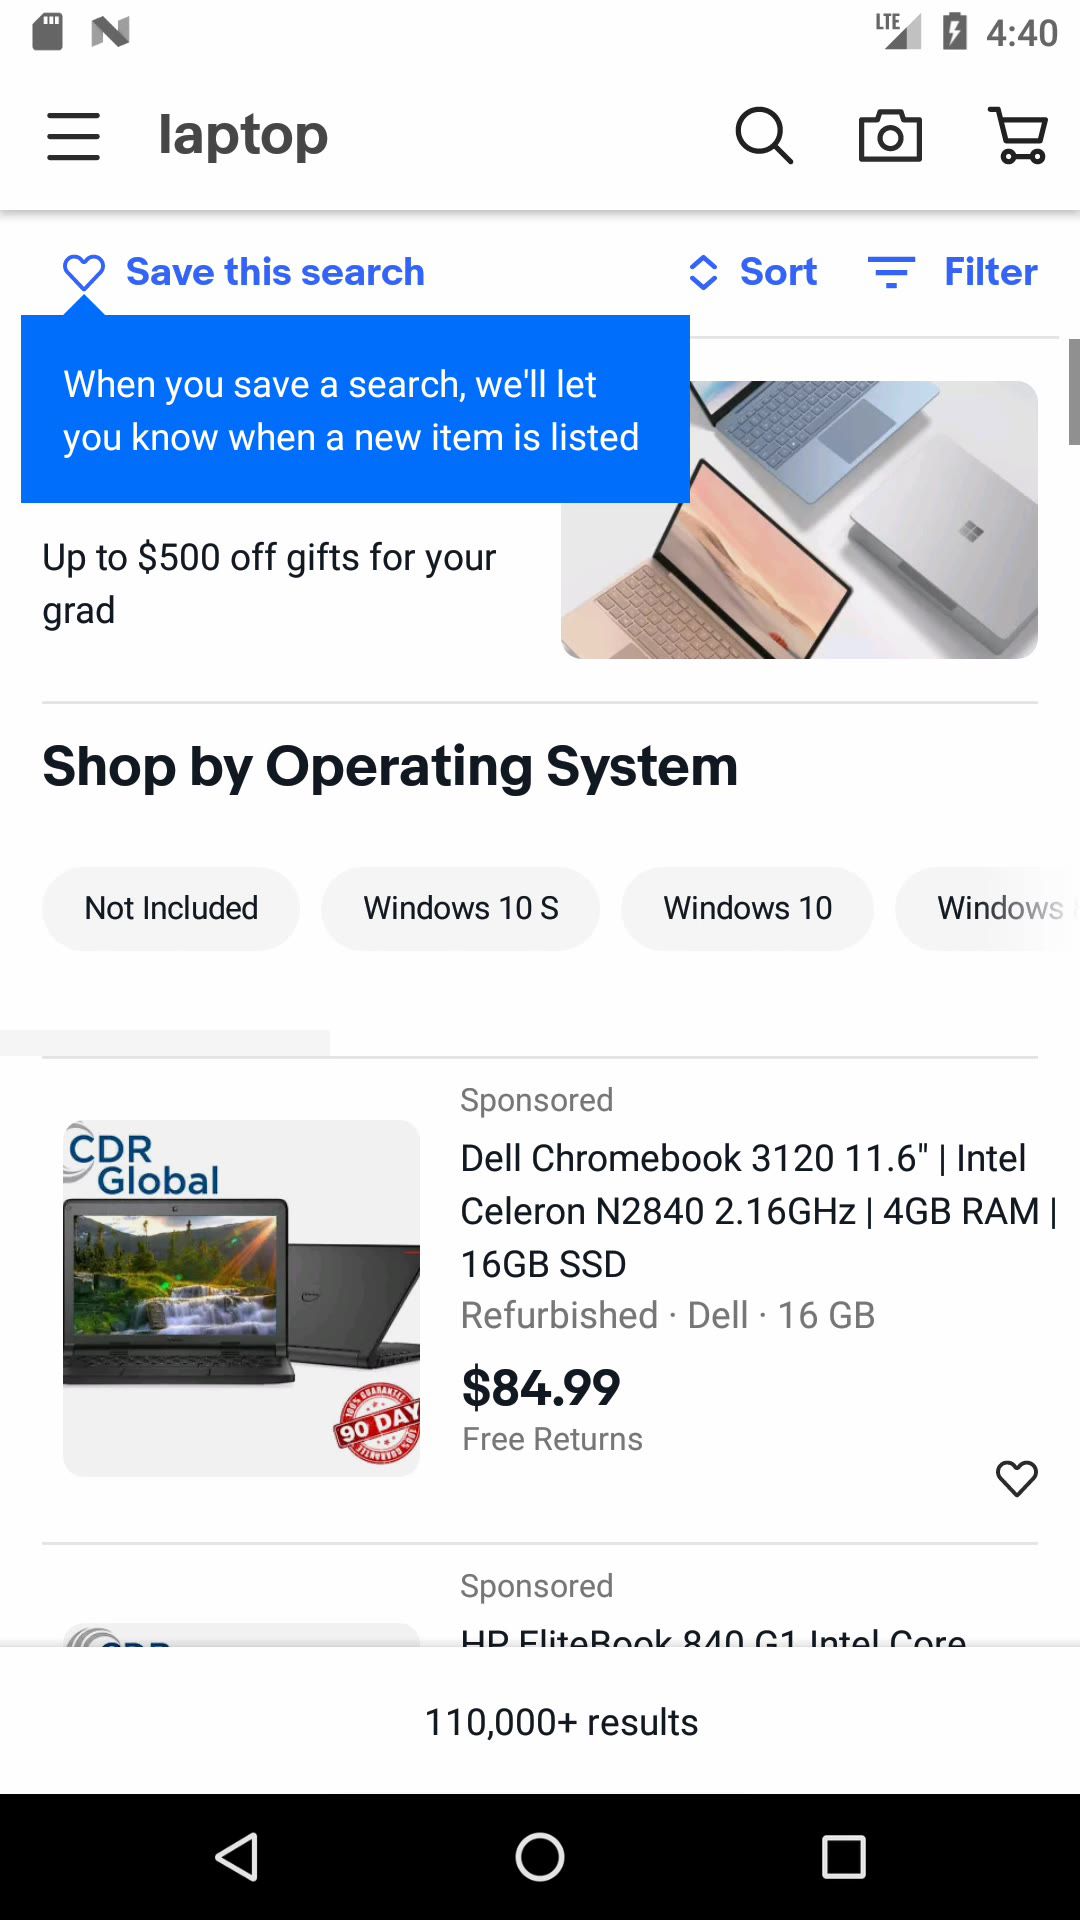 LTE 4:40
laptop
Save this search Sort Filter
When you save a search, we'll let
you know when a new item is listed
Up to $500 off gifts for your
grad
Shop by Operating System
Not Included Windows 10 S Windows 10 Windows
Sponsored
CDR
Global
90 DAY
Dell Chromebook 3120 11.6" | Intel
Celeron N2840 2.16GHz | 4GB RAM |
16GB SSD
Refurbished · Dell · 16 GB
$84.99
Free Returns
Sponsored
HP EliteBook 840 G1 Intel Core
110,000+ results